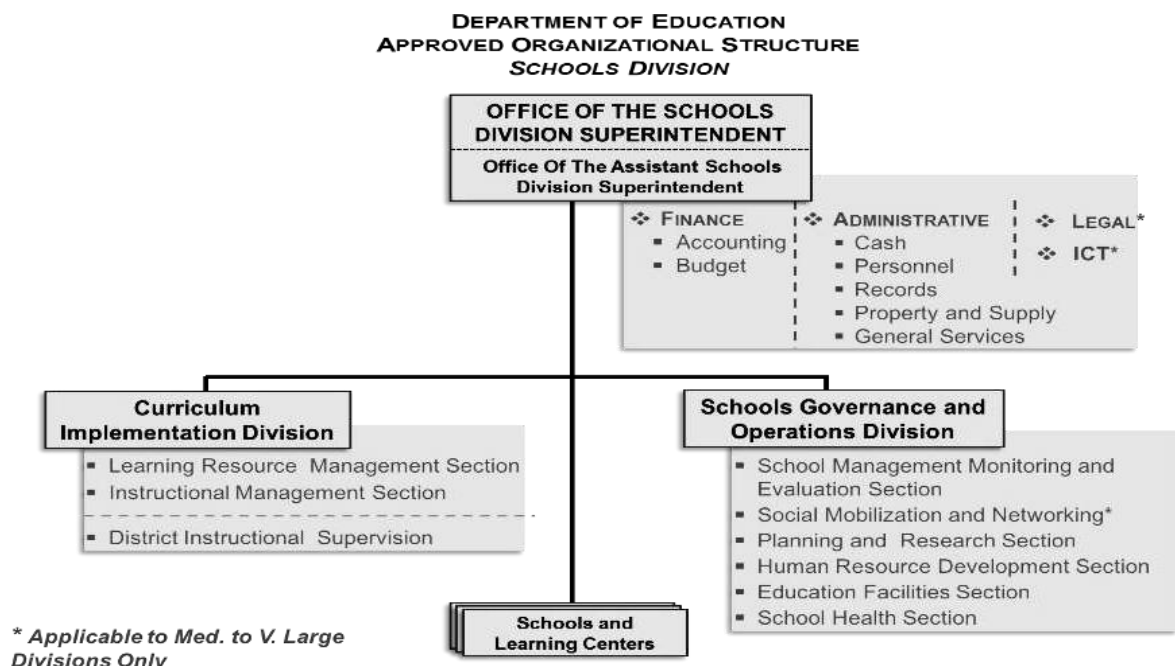 DEPARTMENT OF EDUCATION
APPROVED ORGANIZATIONAL STRUCTURE
SCHOOLS DIVISION
OFFICE OF THE SCHOOLS
DIVISION SUPERINTENDENT
Office Of The Assistant Schools
Division Superintendent
❖ FINANCE
▪ Accounting
▪ Budget
❖ ADMINISTRATIVE
▪ Cash
▪ Personnel
▪ Records
▪ Property and Supply
▪ General Services
❖ LEGAL*
❖ ICT*
Curriculum
Implementation Division
▪ Learning Resource Management Section
▪ Instructional Management Section
▪ District Instructional Supervision
Schools Governance and
Operations Division
▪ School Management Monitoring and
Evaluation Section
▪ Social Mobilization and Networking*
▪ Planning and Research Section
▪ Human Resource Development Section
▪ Education Facilities Section
▪ School Health Section
Schools and
Learning Centers
* Applicable to Med. to V. Large
Divisions Only